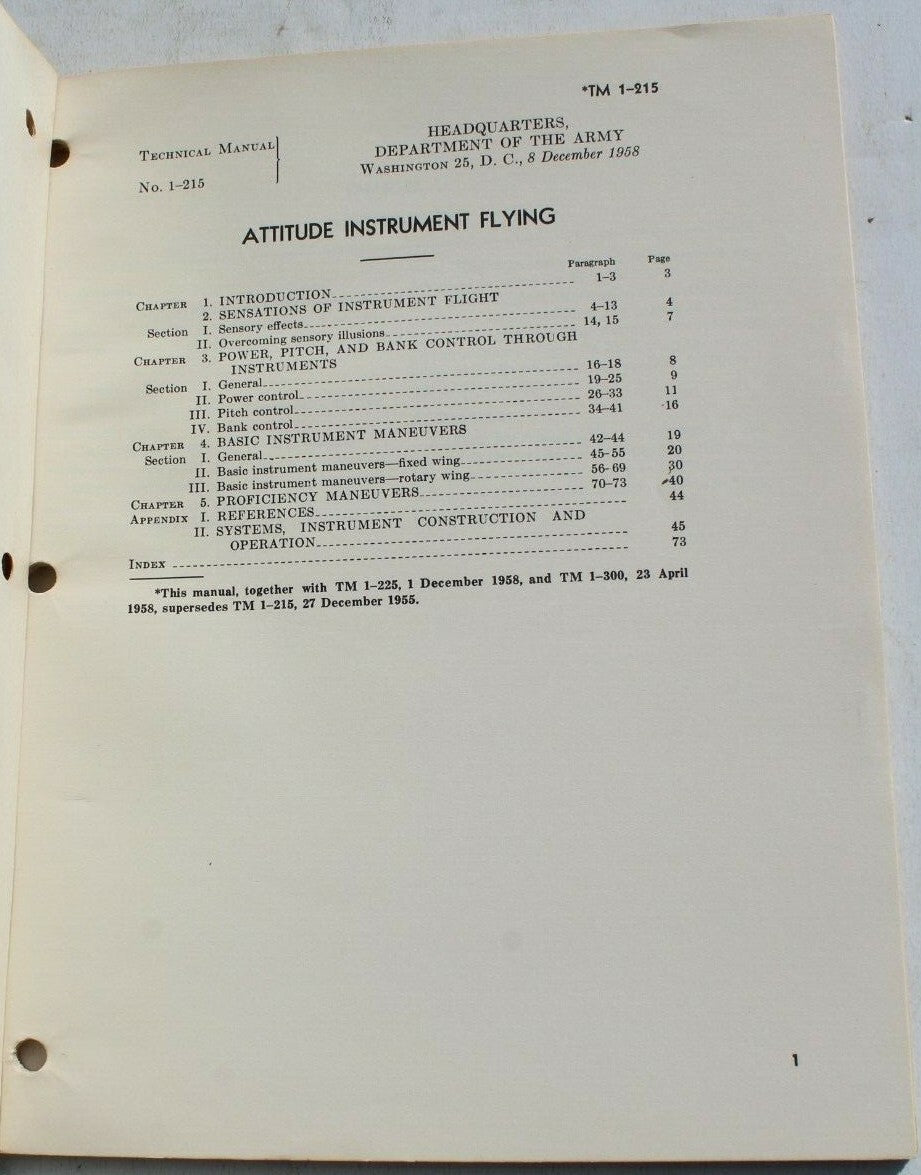 *TM 1–215
TECHNICAL MANUAL
No. 1–215
HEADQUARTERS,
DEPARTMENT OF THE ARMY
WASHINGTON 25, D. C., 8 December 1958
ATTITUDE INSTRUMENT FLYING
Paragraph Page
CHAPTER 1. INTRODUCTION 1–3 3
2. SENSATIONS OF INSTRUMENT FLIGHT
Section I. Sensory effects 4–13 4
II. Overcoming sensory illusions 14, 15 7
CHAPTER 3. POWER, PITCH, AND BANK CONTROL THROUGH
INSTRUMENTS
Section I. General 16–18 8
II. Power control 19–25 9
III. Pitch control 26–33 11
IV. Bank control 34–41 16
CHAPTER 4. BASIC INSTRUMENT MANEUVERS
Section I. General 42–44 19
II. Basic instrument maneuvers—fixed wing 45–55 20
III. Basic instrument maneuvers—rotary wing 56–69 30
CHAPTER 5. PROFICIENCY MANEUVERS 70–73 40
APPENDIX I. REFERENCES 44
II. SYSTEMS, INSTRUMENT CONSTRUCTION AND
OPERATION 45
INDEX 73
*This manual, together with TM 1–225, 1 December 1958, and TM 1–300, 23 April
1958, supersedes TM 1–215, 27 December 1955.
1